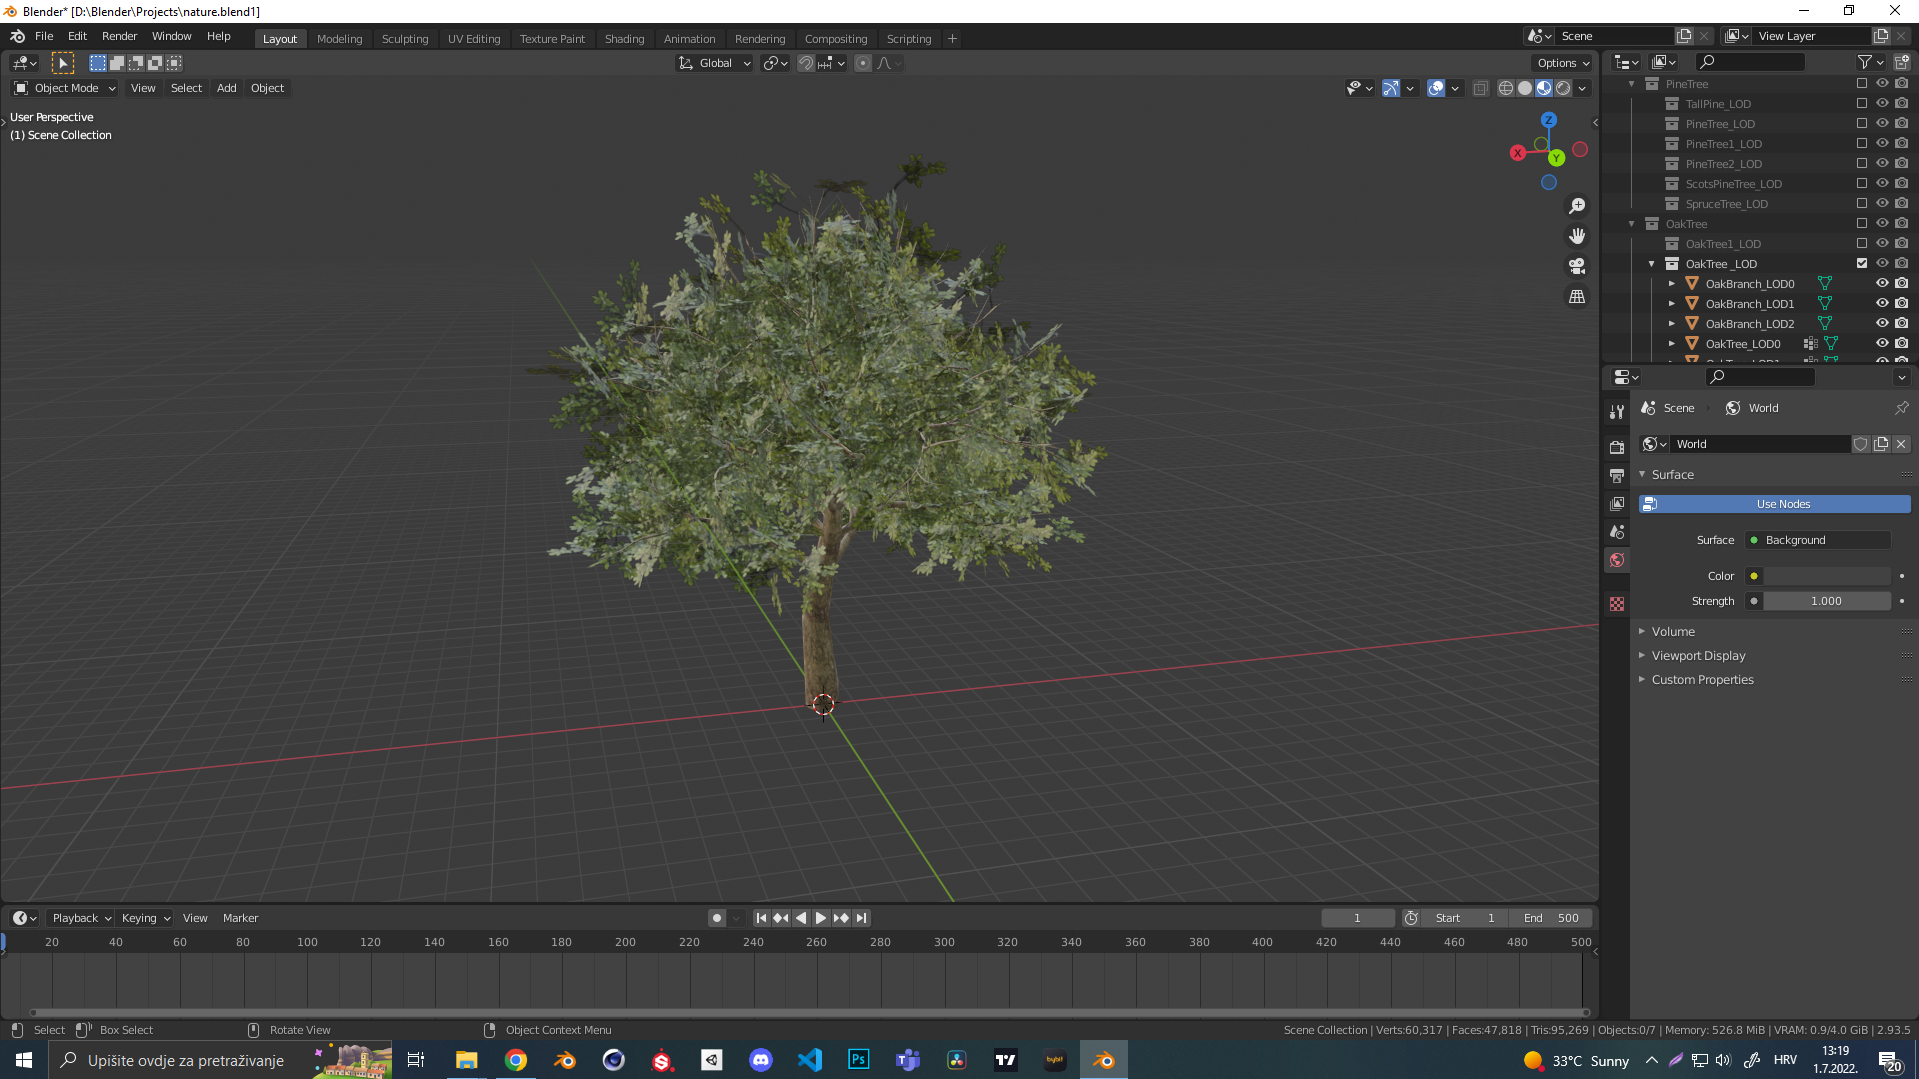 Blender* [D:\Blender\Projects\nature.blend1]
File Edit Render Window Help Layout Modeling Sculpting UV Editing Texture Paint Shading Animation Rendering Compositing Scripting Scene View Layer
Global Options
Object Mode View Select Add Object
User Perspective
(1) Scene Collection
Z
X
Y
PineTree
TallPine_LOD
PineTree_LOD
PineTree1_LOD
PineTree2_LOD
ScotsPineTree_LOD
SpruceTree_LOD
OakTree
OakTree1_LOD
OakTree _LOD
OakBranch_LOD0
OakBranch_LOD1
OakBranch_LOD2
OakTree_LOD0
Scene World
World
Surface
Use Nodes
Surface Background
Color
Strength 1.000
Volume
Viewport Display
Custom Properties
Playback Keying View Marker 1 Start 1 End 500
20 40 60 80 100 120 140 160 180 200 220 240 260 280 300 320 340 360 380 400 420 440 460 480 500
Select Box Select Rotate View Object Context Menu Scene Collection | Verts:60,317 | Faces:47,818 | Tris:95,269 | Objects:0/7 | Memory: 526.8 MiB | VRAM: 0.9/4.0 GiB | 2.93.5
Upišite ovdje za pretraživanje Ps bybit 33°C Sunny HRV 13:19
1.7.2022. 20